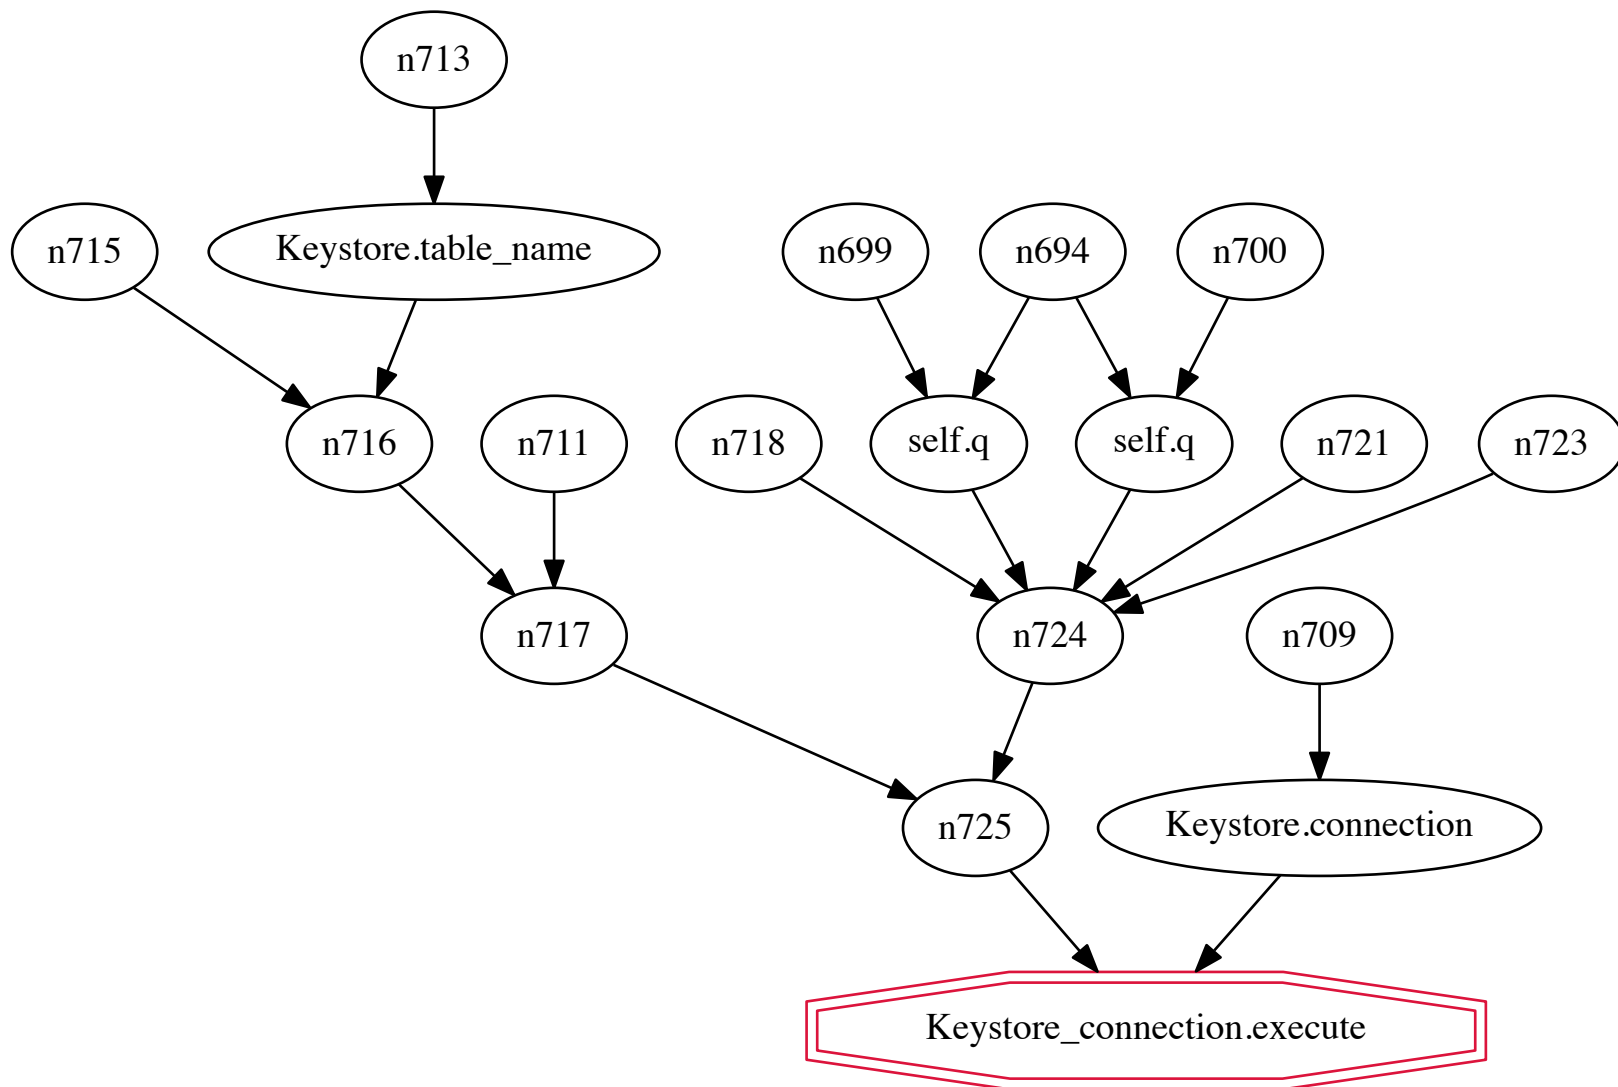 n713
n715
Keystore.table_name
n699
n694
n700
n716
n711
n718
self.q
self.q
n721
n723
n717
n724
n709
n725
Keystore.connection
Keystore_connection.execute